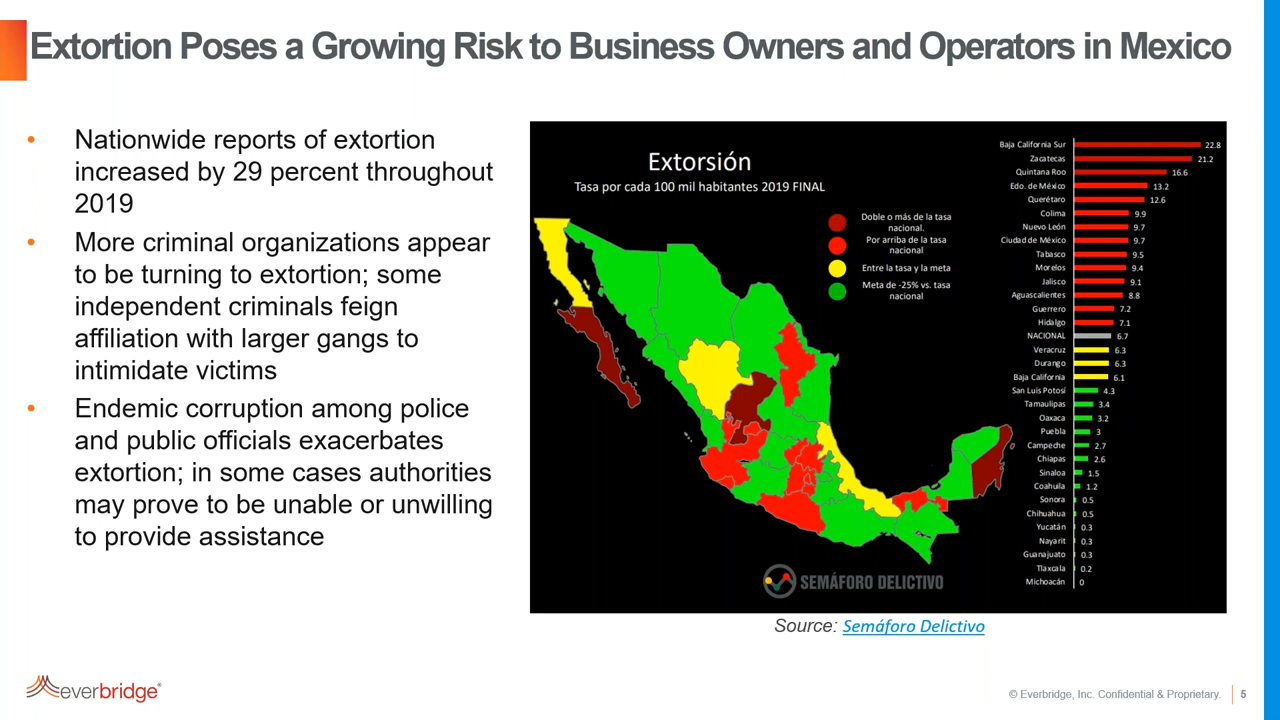 Extortion Poses a Growing Risk to Business Owners and Operators in Mexico
• Nationwide reports of extortion
increased by 29 percent throughout
2019
• More criminal organizations appear
to be turning to extortion; some
independent criminals feign
affiliation with larger gangs to
intimidate victims
• Endemic corruption among police
and public officials exacerbates
extortion; in some cases authorities
may prove to be unable or unwilling
to provide assistance
Extorsión
Tasa por cada 100 mil habitantes 2019 FINAL
Doble o más de la tasa
nacional.
Por arriba de la tasa
nacional
Entre la tasa y la meta
Meta de -25% vs. tasa
nacional
Baja California Sur 22.8
Zacatecas 21.2
Quintana Roo 16.6
Edo. de México 13.2
Querétaro 12.6
Colima 9.9
Nuevo León 9.7
Ciudad de México 9.7
Tabasco 9.5
Morelos 9.4
Jalisco 9.1
Aguascalientes 8.8
Guerrero 7.2
Hidalgo 7.1
NACIONAL 6.7
Veracruz 6.3
Durango 6.3
Baja California 6.1
San Luis Potosí 4.3
Tamaulipas 3.4
Oaxaca 3.2
Puebla 3
Campeche 2.7
Chiapas 2.6
Sinaloa 1.5
Coahuila 1.2
Sonora 0.5
Chihuahua 0.5
Yucatán 0.3
Nayarit 0.3
Guanajuato 0.3
Tlaxcala 0.2
Michoacán 0
SEMÁFORO DELICTIVO
Source: Semáforo Delictivo
everbridge®
© Everbridge, Inc. Confidential & Proprietary. 5